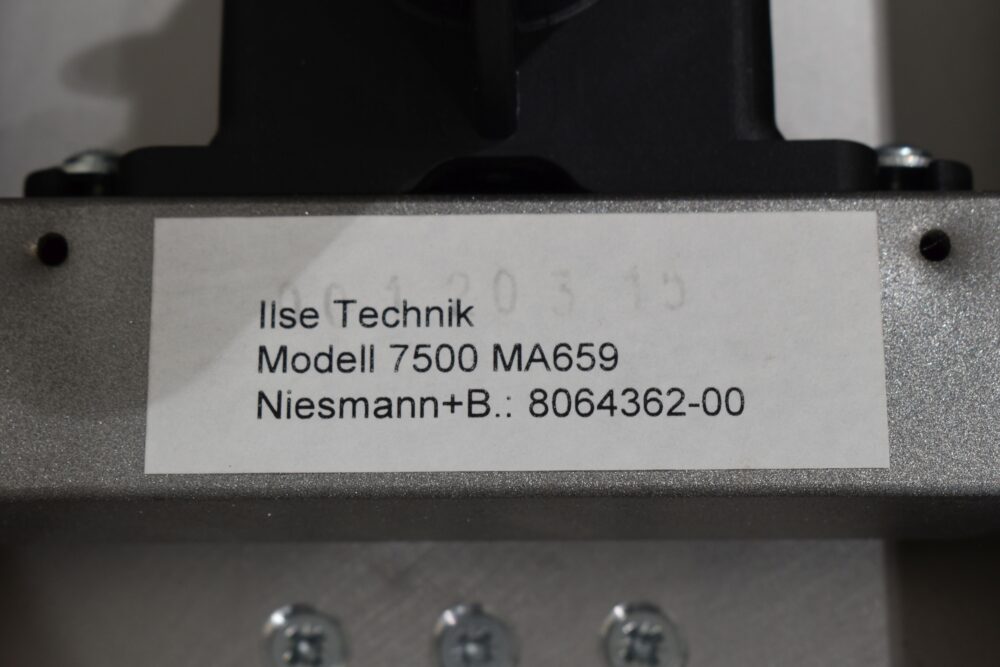 Ilse Technik
Modell 7500 MA659
Niesmann+B.: 8064362-00